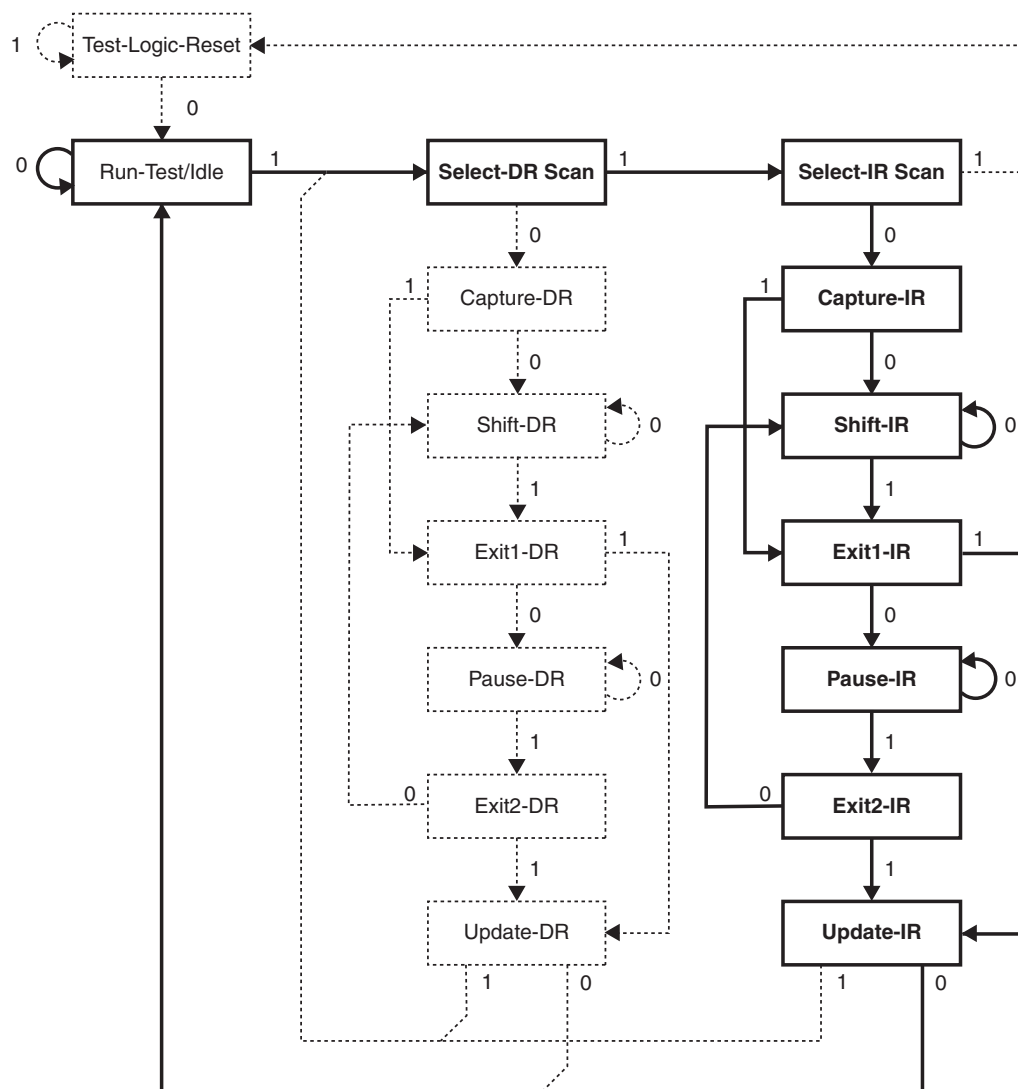 1 Test-Logic-Reset
0
0 Run-Test/Idle 1 Select-DR Scan 1 Select-IR Scan 1
0 0
1 Capture-DR 1 Capture-IR
0 0
Shift-DR 0 Shift-IR 0
1 1
Exit1-DR 1 Exit1-IR 1
0 0
Pause-DR 0 Pause-IR 0
1 1
0 Exit2-DR 0 Exit2-IR
1 1
Update-DR Update-IR
1 0 1 0